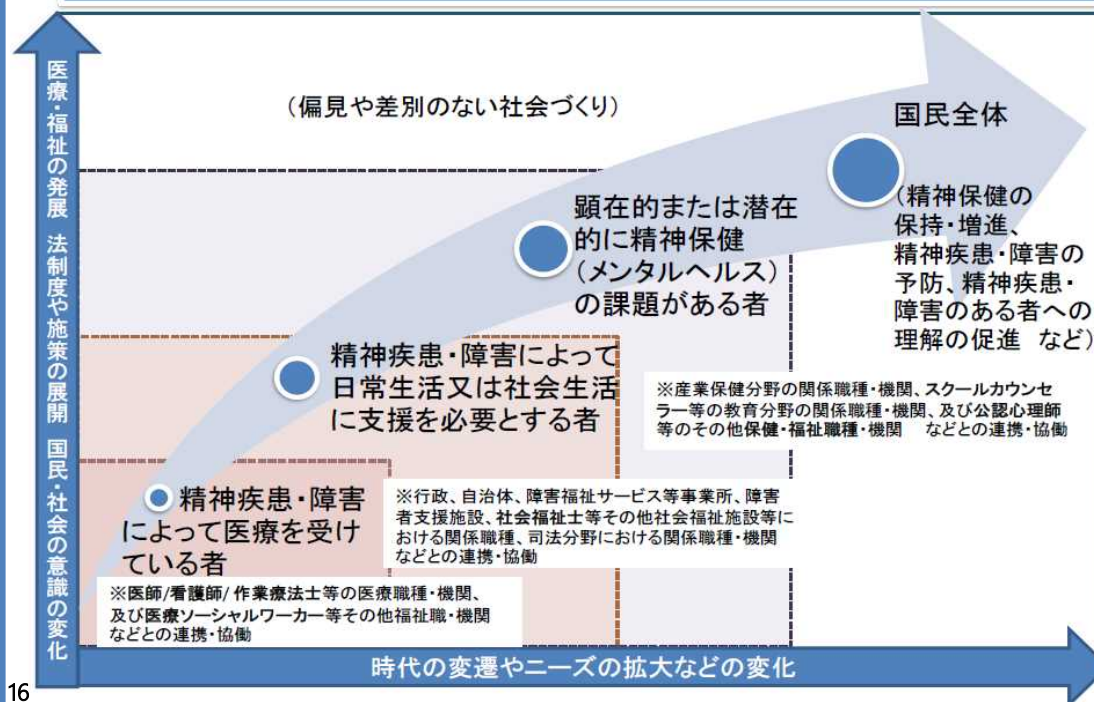 医療・福祉の発展 法制度や施策の展開 国民・社会の意識の変化
（偏見や差別のない社会づくり）
国民全体
（精神保健の
保持・増進、
精神疾患・障害の
予防、精神疾患・
障害のある者への
理解の促進 など）
顕在的または潜在
的に精神保健
（メンタルヘルス）
の課題がある者
※産業保健分野の関係職種・機関、スクールカウンセ
ラー等の教育分野の関係職種・機関、及び公認心理師
等のその他保健・福祉職種・機関 などとの連携・協働
精神疾患・障害によって
日常生活又は社会生活
に支援を必要とする者
※行政、自治体、障害福祉サービス等事業所、障害
者支援施設、社会福祉士等その他社会福祉施設等に
おける関係職種、司法分野における関係職種・機関
などとの連携・協働
精神疾患・障害
によって医療を受け
ている者
※医師/看護師/ 作業療法士等の医療職種・機関、
及び医療ソーシャルワーカー等その他福祉職・機関
などとの連携・協働
時代の変遷やニーズの拡大などの変化
16